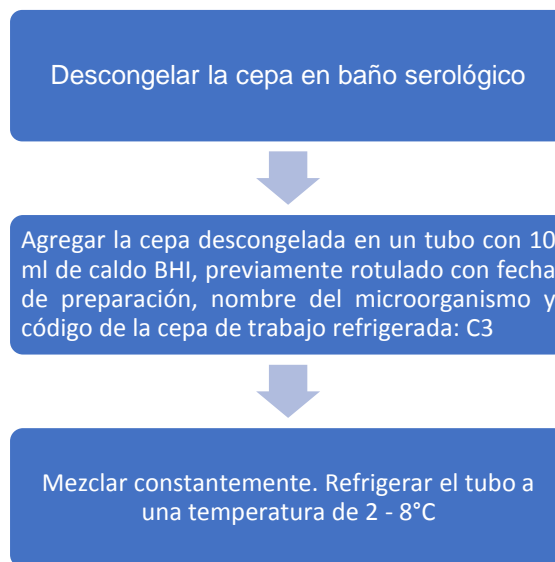 Descongelar la cepa en baño serológico
Agregar la cepa descongelada en un tubo con 10
ml de caldo BHI, previamente rotulado con fecha
de preparación, nombre del microorganismo y
código de la cepa de trabajo refrigerada: C3
Mezclar constantemente. Refrigerar el tubo a
una temperatura de 2 - 8°C